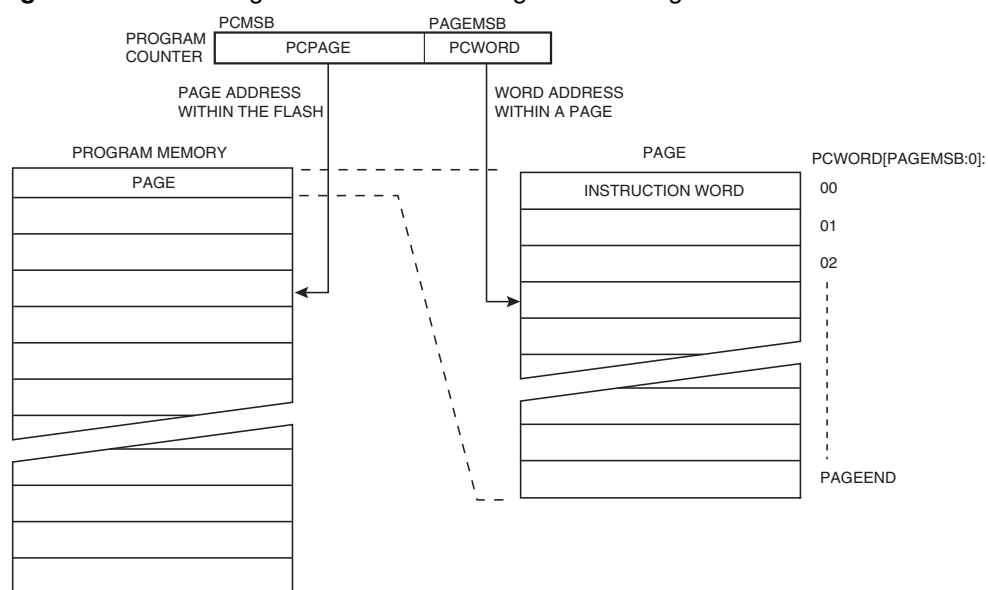 PCMSB
PAGEMSB
PROGRAM
COUNTER
PCPAGE
PCWORD
PAGE ADDRESS
WITHIN THE FLASH
WORD ADDRESS
WITHIN A PAGE
PROGRAM MEMORY
PAGE
PAGE
INSTRUCTION WORD
PCWORD[PAGEMSB:0]:
00
01
02
PAGEEND